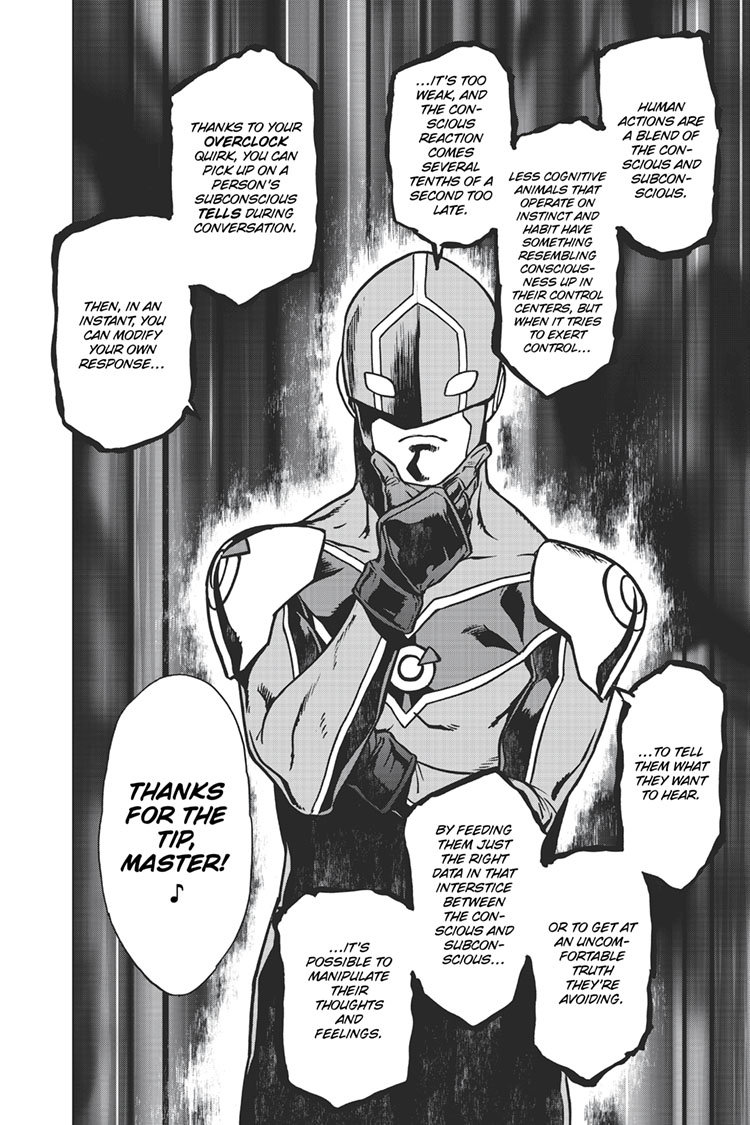 HUMAN
ACTIONS ARE
A BLEND OF
THE CON-
SCIOUS AND
SUBCON-
SCIOUS.
LESS COGNITIVE
ANIMALS THAT
OPERATE ON
INSTINCT AND
HABIT HAVE
SOMETHING
RESEMBLING
CONSCIOUS-
NESS UP IN
THEIR CONTROL
CENTERS, BUT
WHEN IT TRIES
TO EXERT
CONTROL...
...IT'S TOO
WEAK, AND
THE CON-
SCIOUS
REACTION
COMES
SEVERAL
TENTHS OF A
SECOND TOO
LATE.
THANKS TO YOUR
OVERCLOCK
QUIRK, YOU CAN
PICK UP ON A
PERSON'S
SUBCONSCIOUS
TELLS DURING
CONVERSATION.
THEN, IN AN
INSTANT, YOU
CAN MODIFY
YOUR OWN
RESPONSE...
...TO TELL
THEM WHAT
THEY WANT
TO HEAR.
OR TO GET AT
AN UNCOM-
FORTABLE
TRUTH
THEY'RE
AVOIDING.
BY FEEDING
THEM JUST
THE RIGHT
DATA IN THAT
INTERSTICE
BETWEEN
THE CON-
SCIOUS AND
SUBCON-
SCIOUS...
...IT'S
POSSIBLE TO
MANIPULATE
THEIR
THOUGHTS
AND
FEELINGS.
THANKS
FOR THE
TIP,
MASTER!
♪